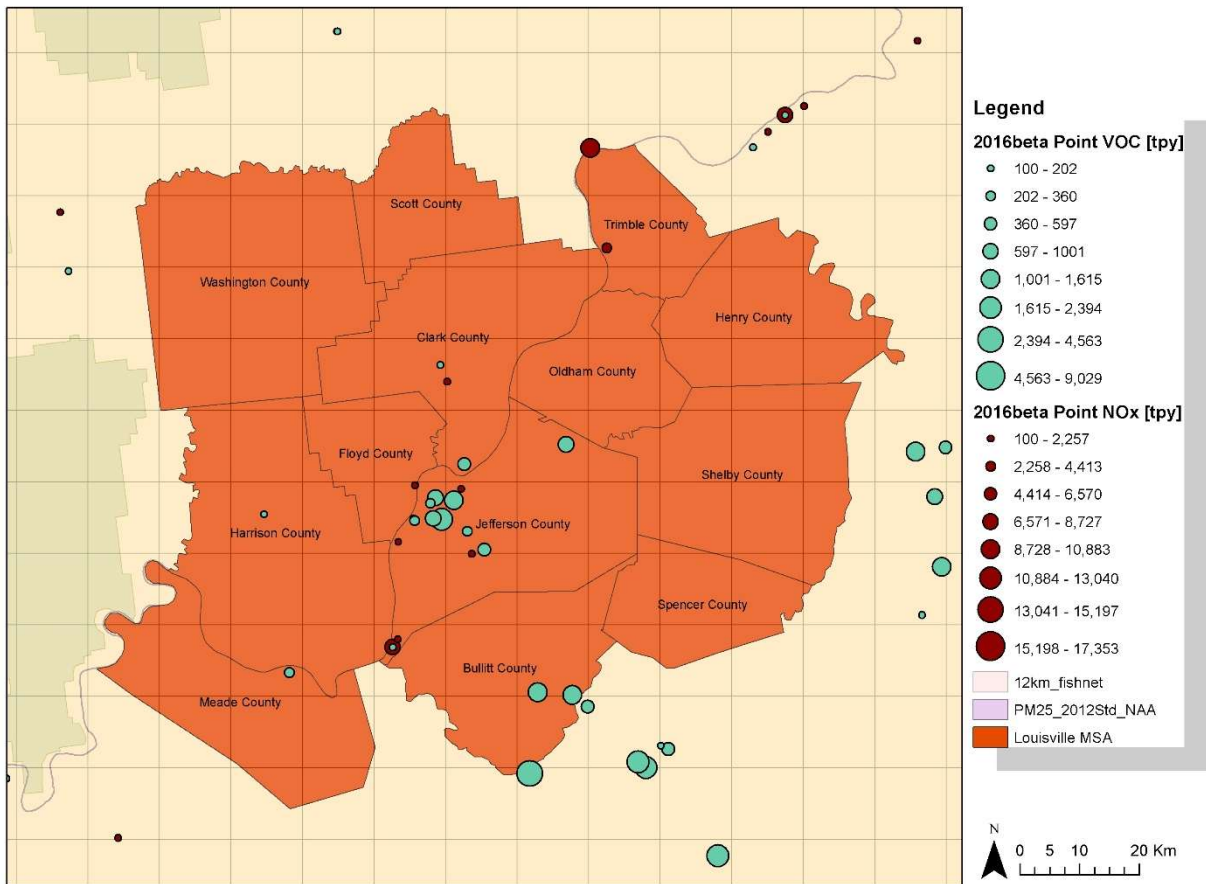 Scott County
Trimble County
Washington County
Henry County
Clark County
Oldham County
Floyd County
Shelby County
Jefferson County
Harrison County
Spencer County
Bullitt County
Meade County
Legend
2016beta Point VOC [tpy]
100 - 202
202 - 360
360 - 597
597 - 1001
1,001 - 1,615
1,615 - 2,394
2,394 - 4,563
4,563 - 9,029
2016beta Point NOx [tpy]
100 - 2,257
2,258 - 4,413
4,414 - 6,570
6,571 - 8,727
8,728 - 10,883
10,884 - 13,040
13,041 - 15,197
15,198 - 17,353
12km_fishnet
PM25_2012Std_NAA
Louisville MSA
N
0 5 10 20 Km